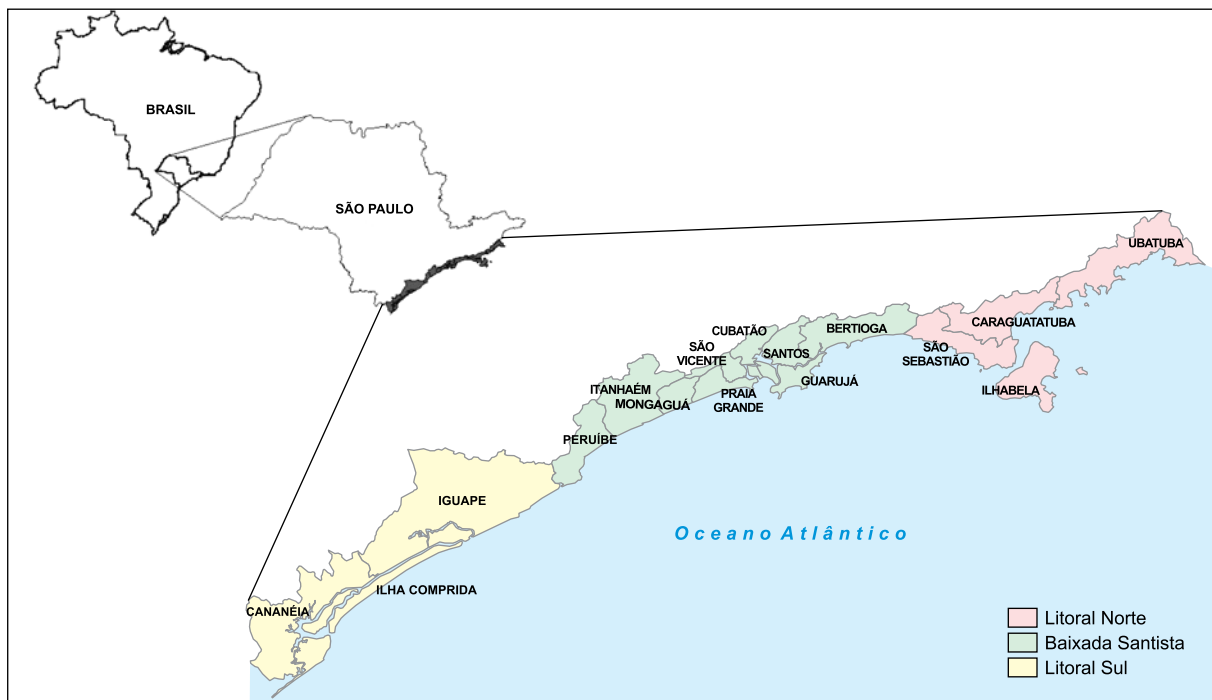 BRASIL
SÃO PAULO
UBATUBA
CARAGUATATUBA
SÃO
SEBASTIÃO
ILHABELA
BERTIOGA
CUBATÃO
SANTOS
SÃO
VICENTE
GUARUJÁ
PRAIA
GRANDE
ITANHAÉM
MONGAGUÁ
PERUÍBE
IGUAPE
ILHA COMPRIDA
CANANÉIA
Oceano Atlântico
Litoral Norte
Baixada Santista
Litoral Sul